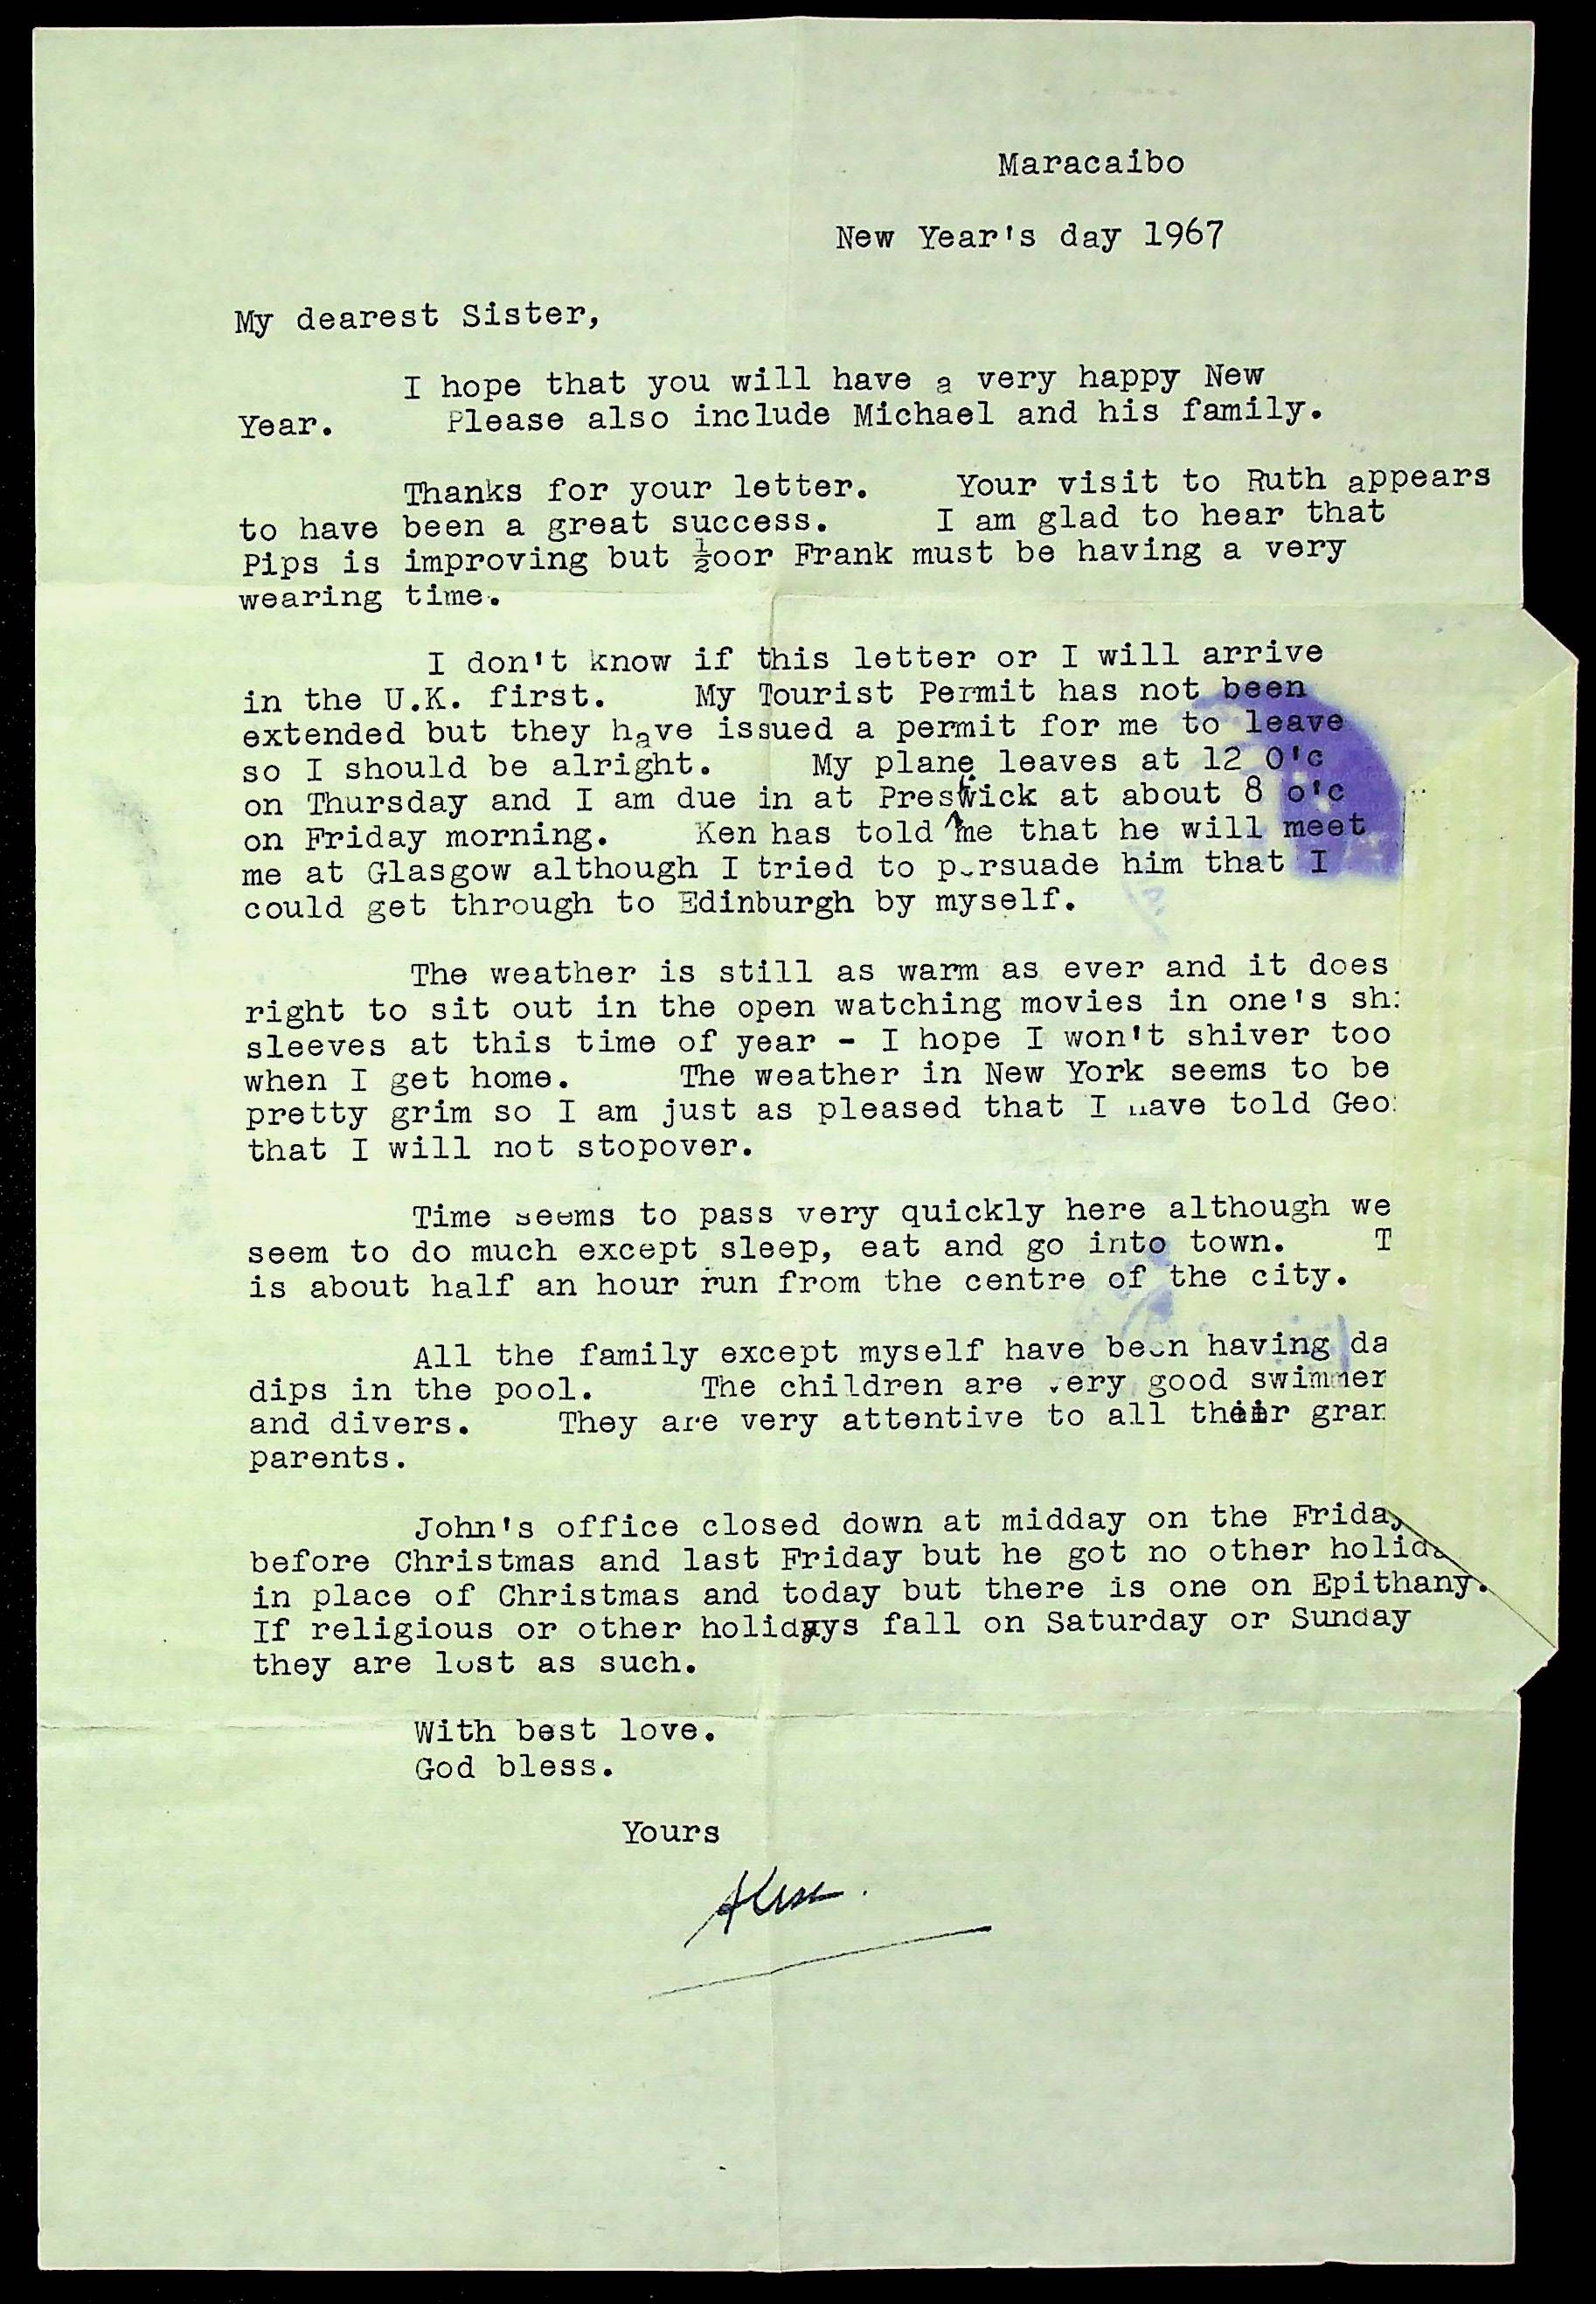 Maracaibo
New Year's day 1967
My dearest Sister,
I hope that you will have a very happy New
Year. Please also include Michael and his family.
Thanks for your letter. Your visit to Ruth appears
to have been a great success. I am glad to hear that
Pips is improving but ½oor Frank must be having a very
wearing time.
I don't know if this letter or I will arrive
in the U.K. first. My Tourist Permit has not been
extended but they have issued a permit for me to leave
so I should be alright. My plane leaves at 12 O'c
on Thursday and I am due in at Prestwick at about 8 o'c
on Friday morning. Ken has told me that he will meet
me at Glasgow although I tried to persuade him that I
could get through to Edinburgh by myself.
The weather is still as warm as ever and it does
right to sit out in the open watching movies in one's
sleeves at this time of year - I hope I won't shiver too
when I get home. The weather in New York seems to be
pretty grim so I am just as pleased that I have told Geo
that I will not stopover.
Time seems to pass very quickly here although we
seem to do much except sleep, eat and go into town. T
is about half an hour run from the centre of the city.
All the family except myself have been having da
dips in the pool. The children are very good swimmer
and divers. They are very attentive to all their gran
parents.
John's office closed down at midday on the Friday
before Christmas and last Friday but he got no other holida
in place of Christmas and today but there is one on Epithany.
If religious or other holidays fall on Saturday or Sunday
they are lost as such.
With best love.
God bless.
Yours